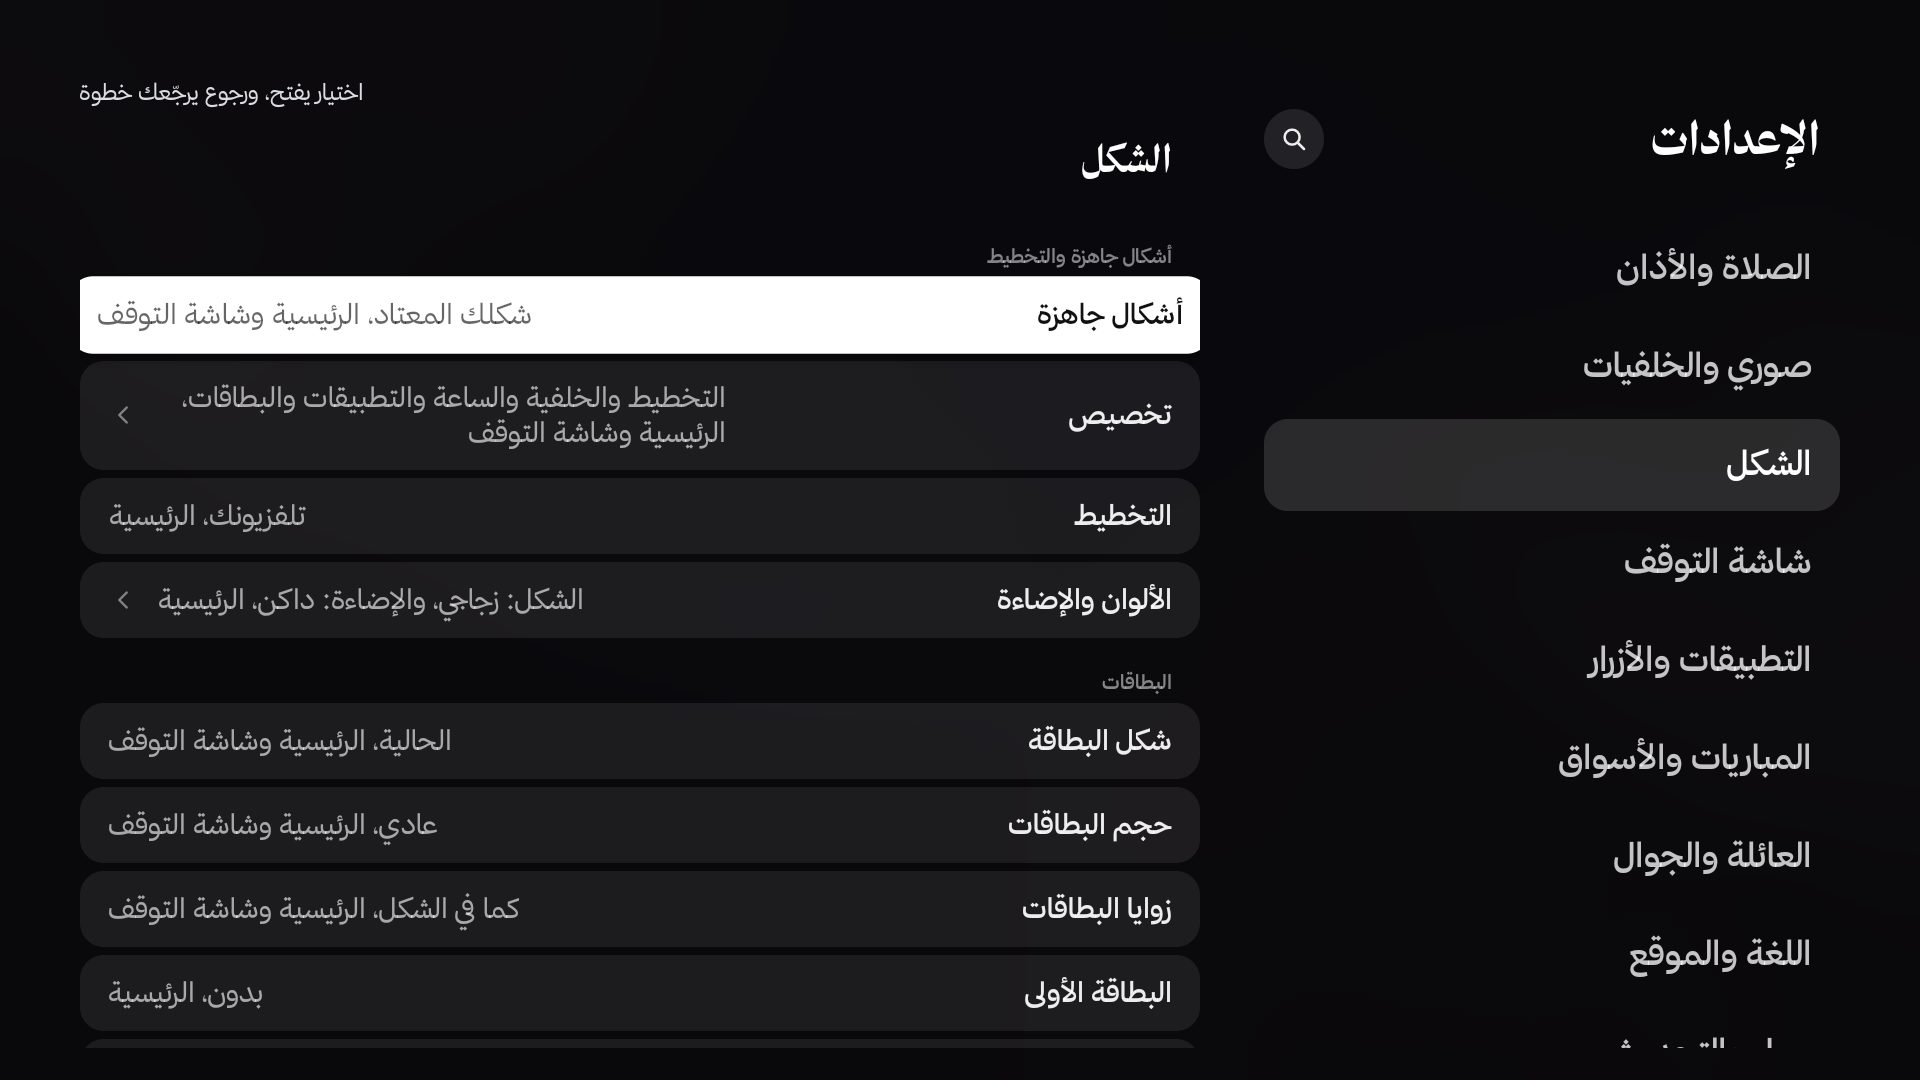 الإعدادات
الصلاة والأذان
صوري والخلفيات
الشكل
شاشة التوقف
التطبيقات والأزرار
المباريات والأسواق
العائلة والجوال
اللغة والموقع
اختيار يفتح، ورجوع يرجّعك خطوة
الشكل
أشكال جاهزة والتخطيط
أشكال جاهزة شكلك المعتاد، الرئيسية وشاشة التوقف
تخصيص التخطيط والخلفية والساعة والتطبيقات والبطاقات،
الرئيسية وشاشة التوقف
التخطيط تلفزيونك، الرئيسية
الألوان والإضاءة الشكل: زجاجي، والإضاءة: داكن، الرئيسية
البطاقات
شكل البطاقة الحالية، الرئيسية وشاشة التوقف
حجم البطاقات عادي، الرئيسية وشاشة التوقف
زوايا البطاقات كما في الشكل، الرئيسية وشاشة التوقف
البطاقة الأولى بدون، الرئيسية